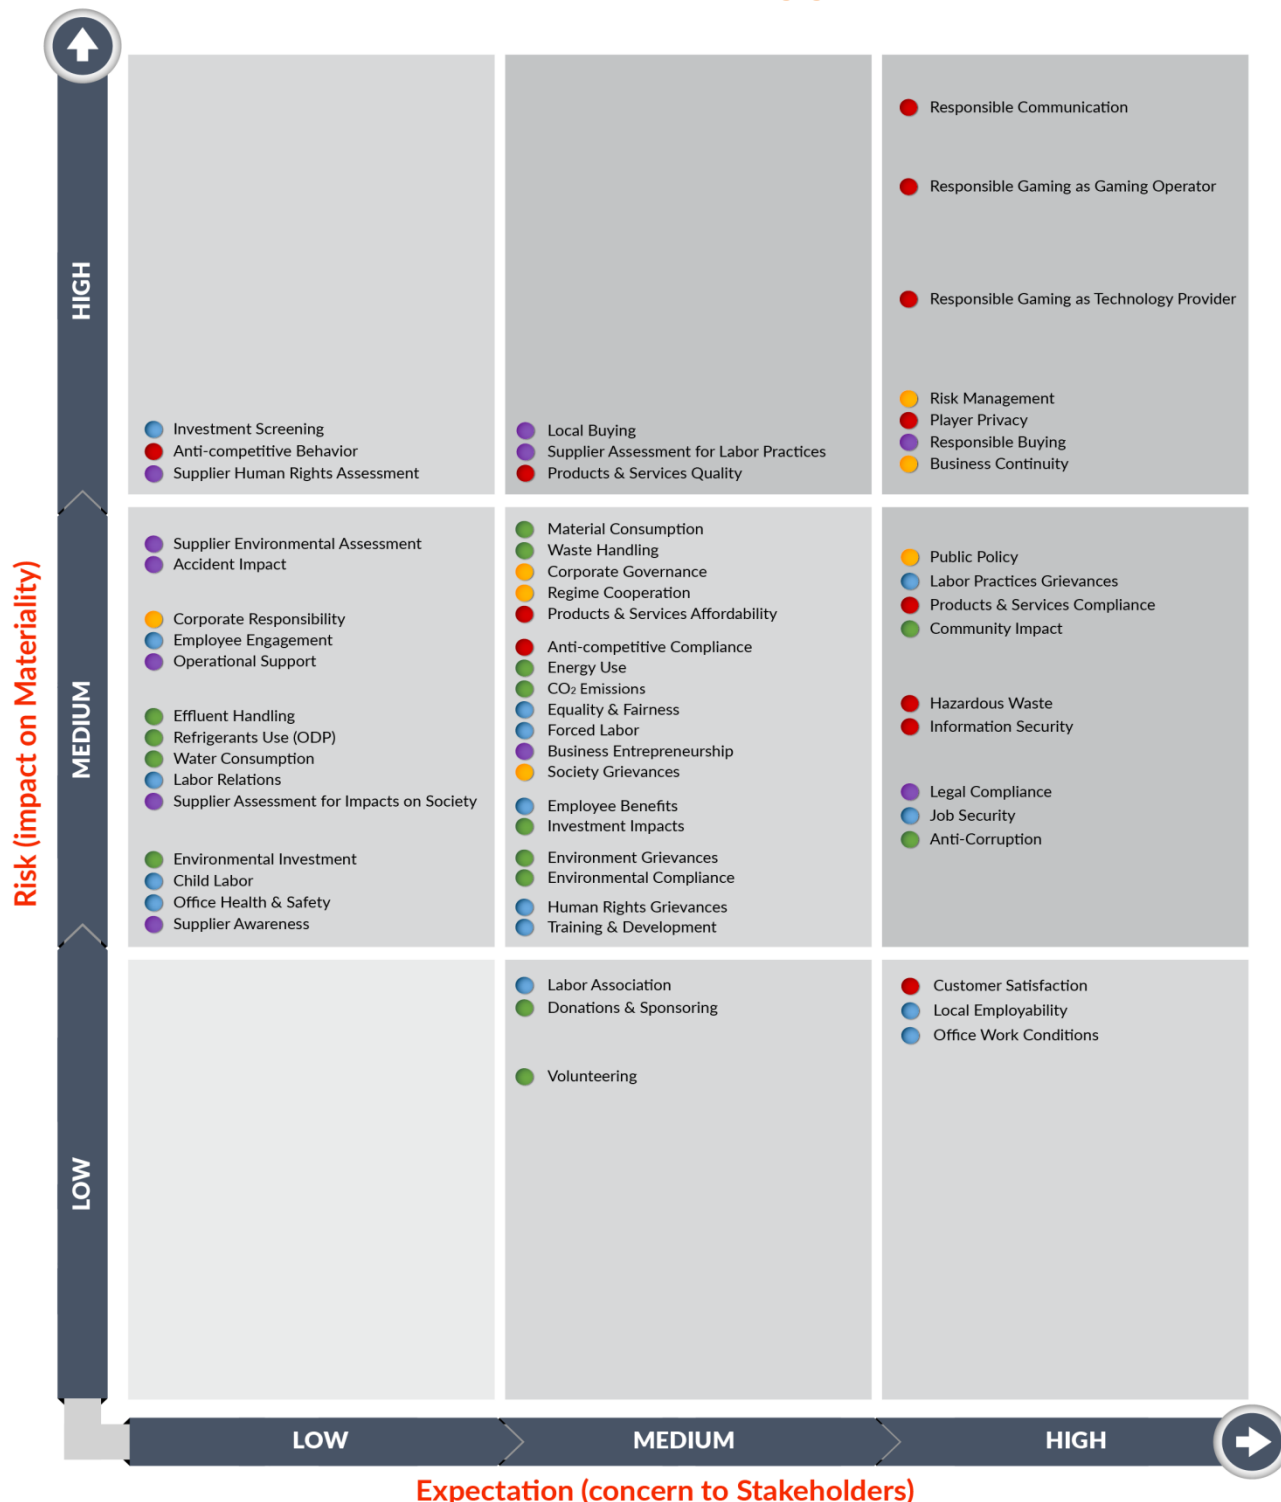 HIGH
Responsible Communication
Responsible Gaming as Gaming Operator
Responsible Gaming as Technology Provider
Risk Management
Player Privacy
Responsible Buying
Business Continuity
Investment Screening
Anti-competitive Behavior
Supplier Human Rights Assessment
Local Buying
Supplier Assessment for Labor Practices
Products & Services Quality
Risk (impact on Materiality)
MEDIUM
Supplier Environmental Assessment
Accident Impact
Corporate Responsibility
Employee Engagement
Operational Support
Effluent Handling
Refrigerants Use (ODP)
Water Consumption
Labor Relations
Supplier Assessment for Impacts on Society
Environmental Investment
Child Labor
Office Health & Safety
Supplier Awareness
Material Consumption
Waste Handling
Corporate Governance
Regime Cooperation
Products & Services Affordability
Anti-competitive Compliance
Energy Use
CO₂ Emissions
Equality & Fairness
Forced Labor
Business Entrepreneurship
Society Grievances
Employee Benefits
Investment Impacts
Environment Grievances
Environmental Compliance
Human Rights Grievances
Training & Development
Public Policy
Labor Practices Grievances
Products & Services Compliance
Community Impact
Hazardous Waste
Information Security
Legal Compliance
Job Security
Anti-Corruption
LOW
Labor Association
Donations & Sponsoring
Volunteering
Customer Satisfaction
Local Employability
Office Work Conditions
LOW
MEDIUM
HIGH
Expectation (concern to Stakeholders)